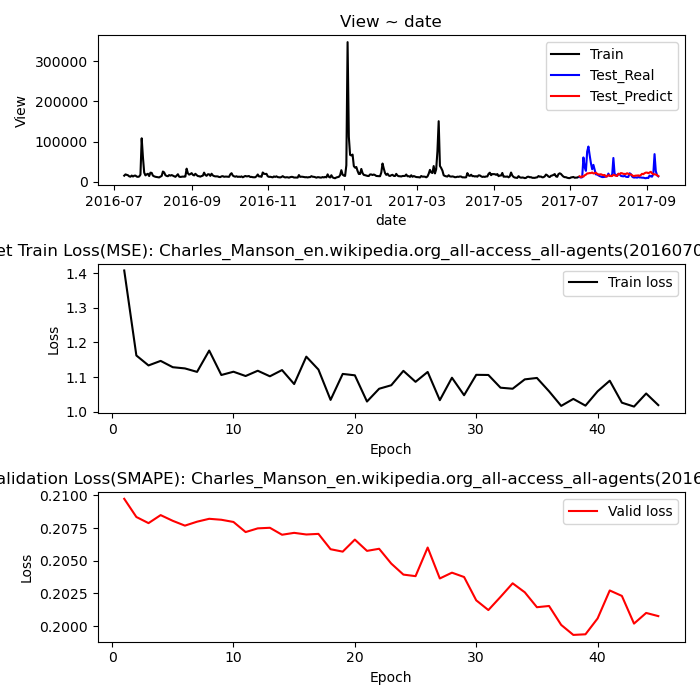 View ~ date
300000
200000
100000
0
View
Train
Test_Real
Test_Predict
2016-07 2016-09 2016-11 2017-01 2017-03 2017-05 2017-07 2017-09
date
et Train Loss(MSE): Charles_Manson_en.wikipedia.org_all-access_all-agents(2016070
1.4
1.3
1.2
1.1
1.0
Loss
Train loss
0 10 20 30 40
Epoch
alidation Loss(SMAPE): Charles_Manson_en.wikipedia.org_all-access_all-agents(2016
0.2100
0.2075
0.2050
0.2025
0.2000
Loss
Valid loss
0 10 20 30 40
Epoch